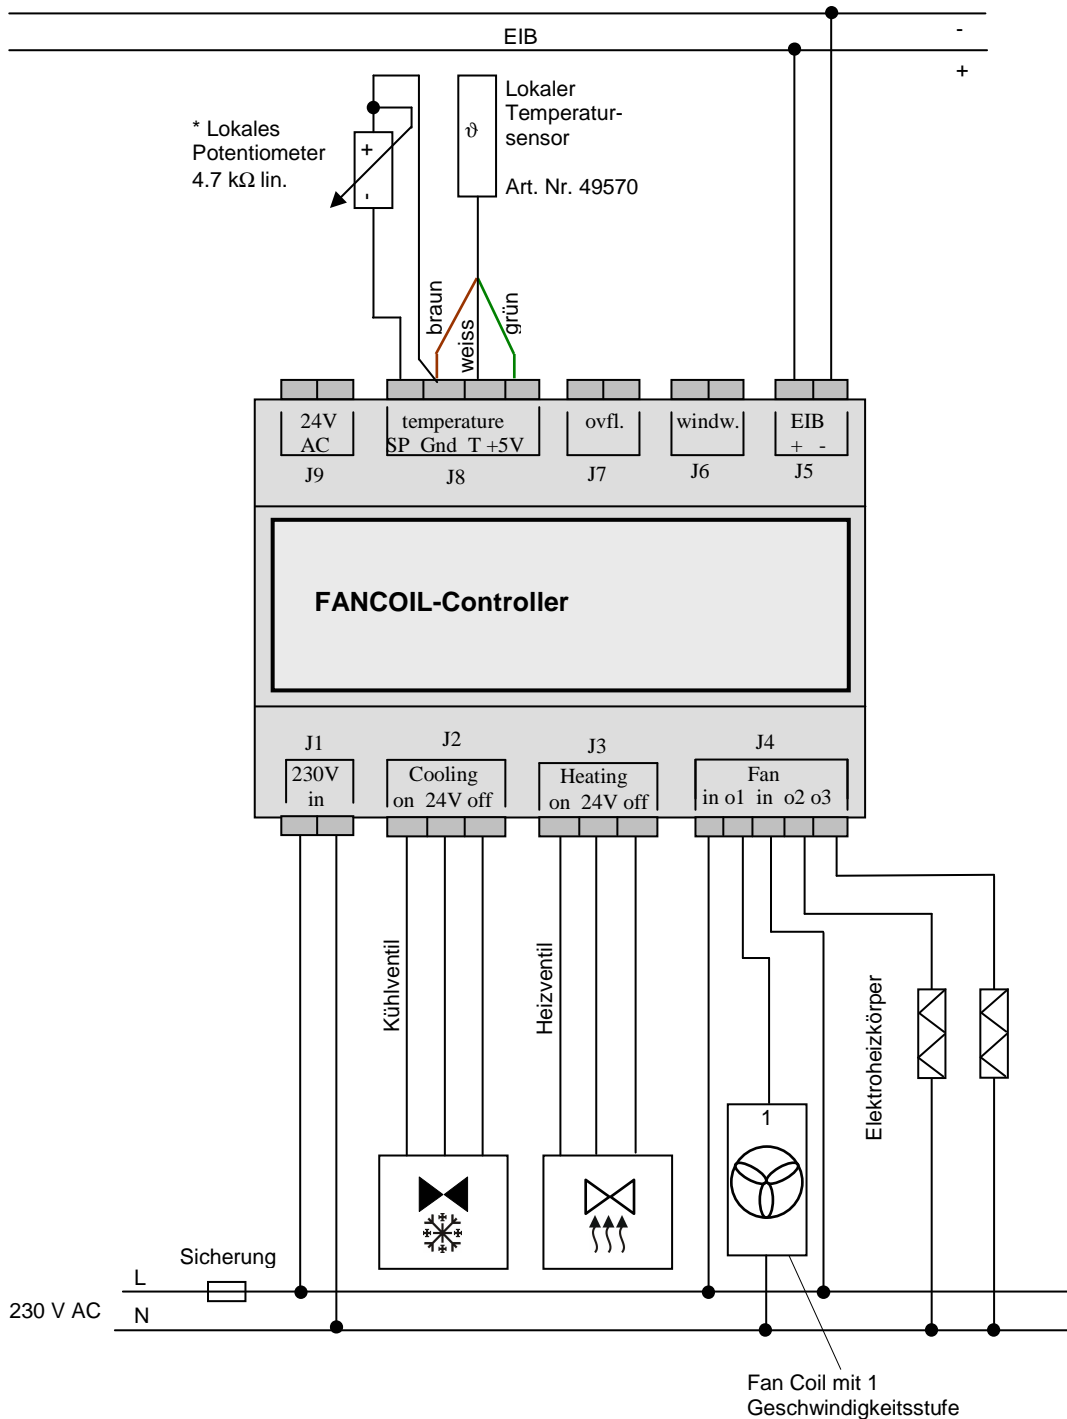 -
EIB
+
Lokaler
Temperatur-
sensor
Art. Nr. 49570
ϑ
* Lokales
Potentiometer
4.7 kΩ lin.
+
-
braun
weiss
grün
24V
AC
J9
temperature
SP Gnd T +5V
J8
ovfl.
J7
windw.
J6
EIB
+ -
J5
FANCOIL-Controller
J1
230V
in
J2
Cooling
on 24V off
J3
Heating
on 24V off
J4
Fan
in o1 in o2 o3
Kühlventil
Heizventil
Elektroheizkörper
1
Sicherung
L
230 V AC
N
Fan Coil mit 1
Geschwindigkeitsstufe